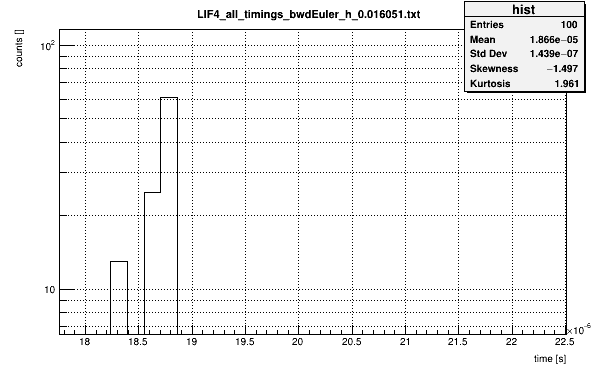 LIF4_all_timings_bwdEuler_h_0.016051.txt
hist
Entries 100
Mean 1.866e−05
Std Dev 1.439e−07
Skewness −1.497
Kurtosis 1.961
counts []
10²
10
18 18.5 19 19.5 20 20.5 21 21.5 22 22.5
×10⁻⁶
time [s]